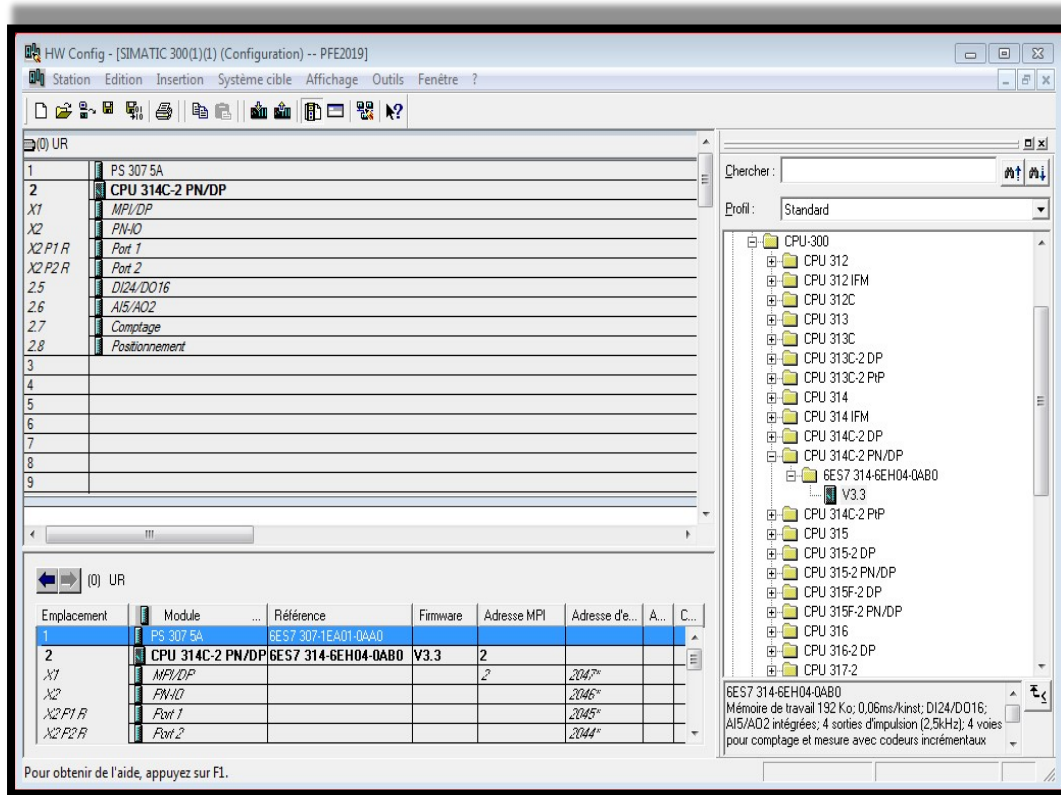 HW Config - [SIMATIC 300(1)(1) (Configuration) -- PFE2019]
Station Edition Insertion Système cible Affichage Outils Fenêtre ?
(0) UR
1 PS 307 5A
2 CPU 314C-2 PN/DP
X1 MPI/DP
X2 PN-IO
X2 P1 R Port 1
X2 P2 R Port 2
2.5 DI24/DO16
2.6 AI5/AO2
2.7 Comptage
2.8 Positionnement
3
4
5
6
7
8
9
(0) UR
Emplacement Module ... Référence Firmware Adresse MPI Adresse d'e... A... C...
1 PS 307 5A 6ES7 307-1EA01-0AA0
2 CPU 314C-2 PN/DP 6ES7 314-6EH04-0AB0 V3.3 2
X1 MPI/DP 2 2047*
X2 PN-IO 2046*
X2 P1 R Port 1 2045*
X2 P2 R Port 2 2044*
Chercher :
Profil : Standard
CPU-300
CPU 312
CPU 312 IFM
CPU 312C
CPU 313
CPU 313C
CPU 313C-2 DP
CPU 313C-2 PtP
CPU 314
CPU 314 IFM
CPU 314C-2 DP
CPU 314C-2 PN/DP
6ES7 314-6EH04-0AB0
V3.3
CPU 314C-2 PtP
CPU 315
CPU 315-2 DP
CPU 315-2 PN/DP
CPU 315F-2 DP
CPU 315F-2 PN/DP
CPU 316
CPU 316-2 DP
CPU 317-2
6ES7 314-6EH04-0AB0
Mémoire de travail 192 Ko; 0,06ms/kinst; DI24/DO16;
AI5/AO2 intégrées; 4 sorties d'impulsion (2,5kHz); 4 voies
pour comptage et mesure avec codeurs incrémentaux
Pour obtenir de l'aide, appuyez sur F1.